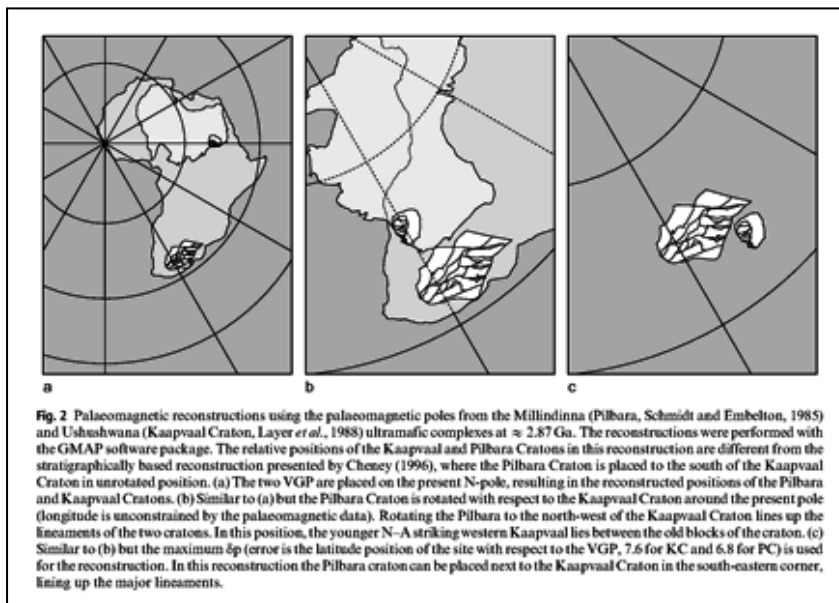 a
b
c
Fig. 2 Palaeomagnetic reconstructions using the palaeomagnetic poles from the Millindinna (Pilbara, Schmidt and Embelton, 1985)
and Ushushwana (Kaapvaal Craton, Layer et al., 1988) ultramafic complexes at ≈ 2.87 Ga. The reconstructions were performed with
the GMAP software package. The relative positions of the Kaapvaal and Pilbara Cratons in this reconstruction are different from the
stratigraphically based reconstruction presented by Cheney (1996), where the Pilbara Craton is placed to the south of the Kaapvaal
Craton in unrotated position. (a) The two VGP are placed on the present N-pole, resulting in the reconstructed positions of the Pilbara
and Kaapvaal Cratons. (b) Similar to (a) but the Pilbara Craton is rotated with respect to the Kaapvaal Craton around the present pole
(longitude is unconstrained by the palaeomagnetic data). Rotating the Pilbara to the north-west of the Kaapvaal Craton lines up the
lineaments of the two cratons. In this position, the younger N–A striking western Kaapvaal lies between the old blocks of the craton. (c)
Similar to (b) but the maximum δp (error is the latitude position of the site with respect to the VGP, 7.6 for KC and 6.8 for PC) is used
for the reconstruction. In this reconstruction the Pilbara craton can be placed next to the Kaapvaal Craton in the south-eastern corner,
lining up the major lineaments.